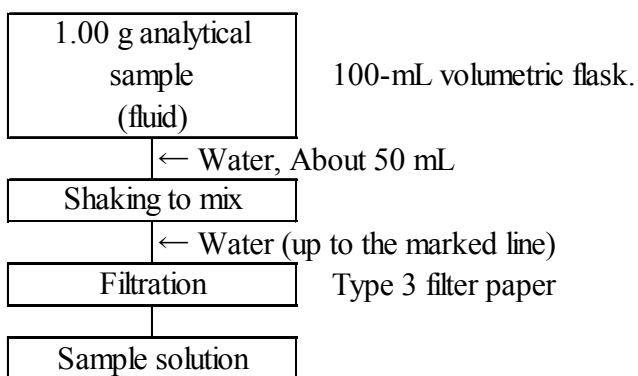 1.00 g analytical
sample
(fluid)
100-mL volumetric flask.
← Water, About 50 mL
Shaking to mix
← Water (up to the marked line)
Filtration
Type 3 filter paper
Sample solution